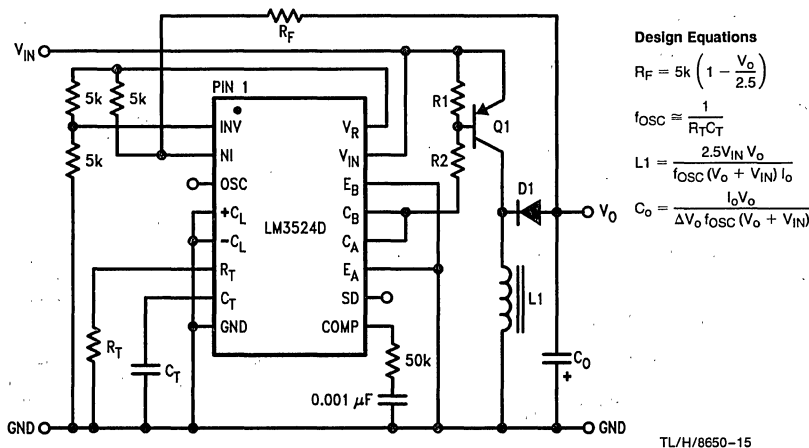 R_F
V_IN
PIN 1
5k
5k
R1
Q1
INV
V_R
5k
NI
V_IN
R2
OSC
E_B
D1
V_O
+C_L
C_B
LM3524D
-C_L
C_A
R_T
E_A
L1
C_T
SD
GND
COMP
R_T
C_T
50k
C_O
0.001 μF
+
GND
GND
Design Equations
R_F = 5k (1 - V_o/2.5)
f_OSC ≅ 1/(R_T C_T)
L1 = 2.5V_IN V_o/(f_OSC (V_o + V_IN) I_o)
C_o = I_o V_o/(ΔV_o f_OSC (V_o + V_IN))
TL/H/8650-15